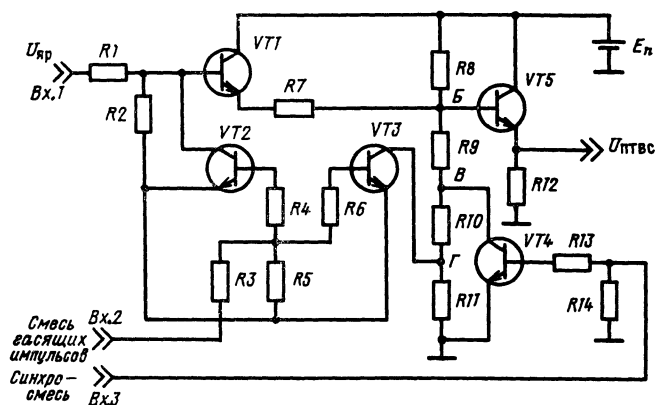 Uяр
Вх.1
R1
R2
VT1
R7
VT2
VT3
R4
R6
R3
R5
R8
Б
R9
В
R10
Г
R11
VT4
VT5
Eп
Uптвс
R12
R13
R14
Смесь
гасящих
импульсов
Вх.2
Синхро-
смесь
Вх.3